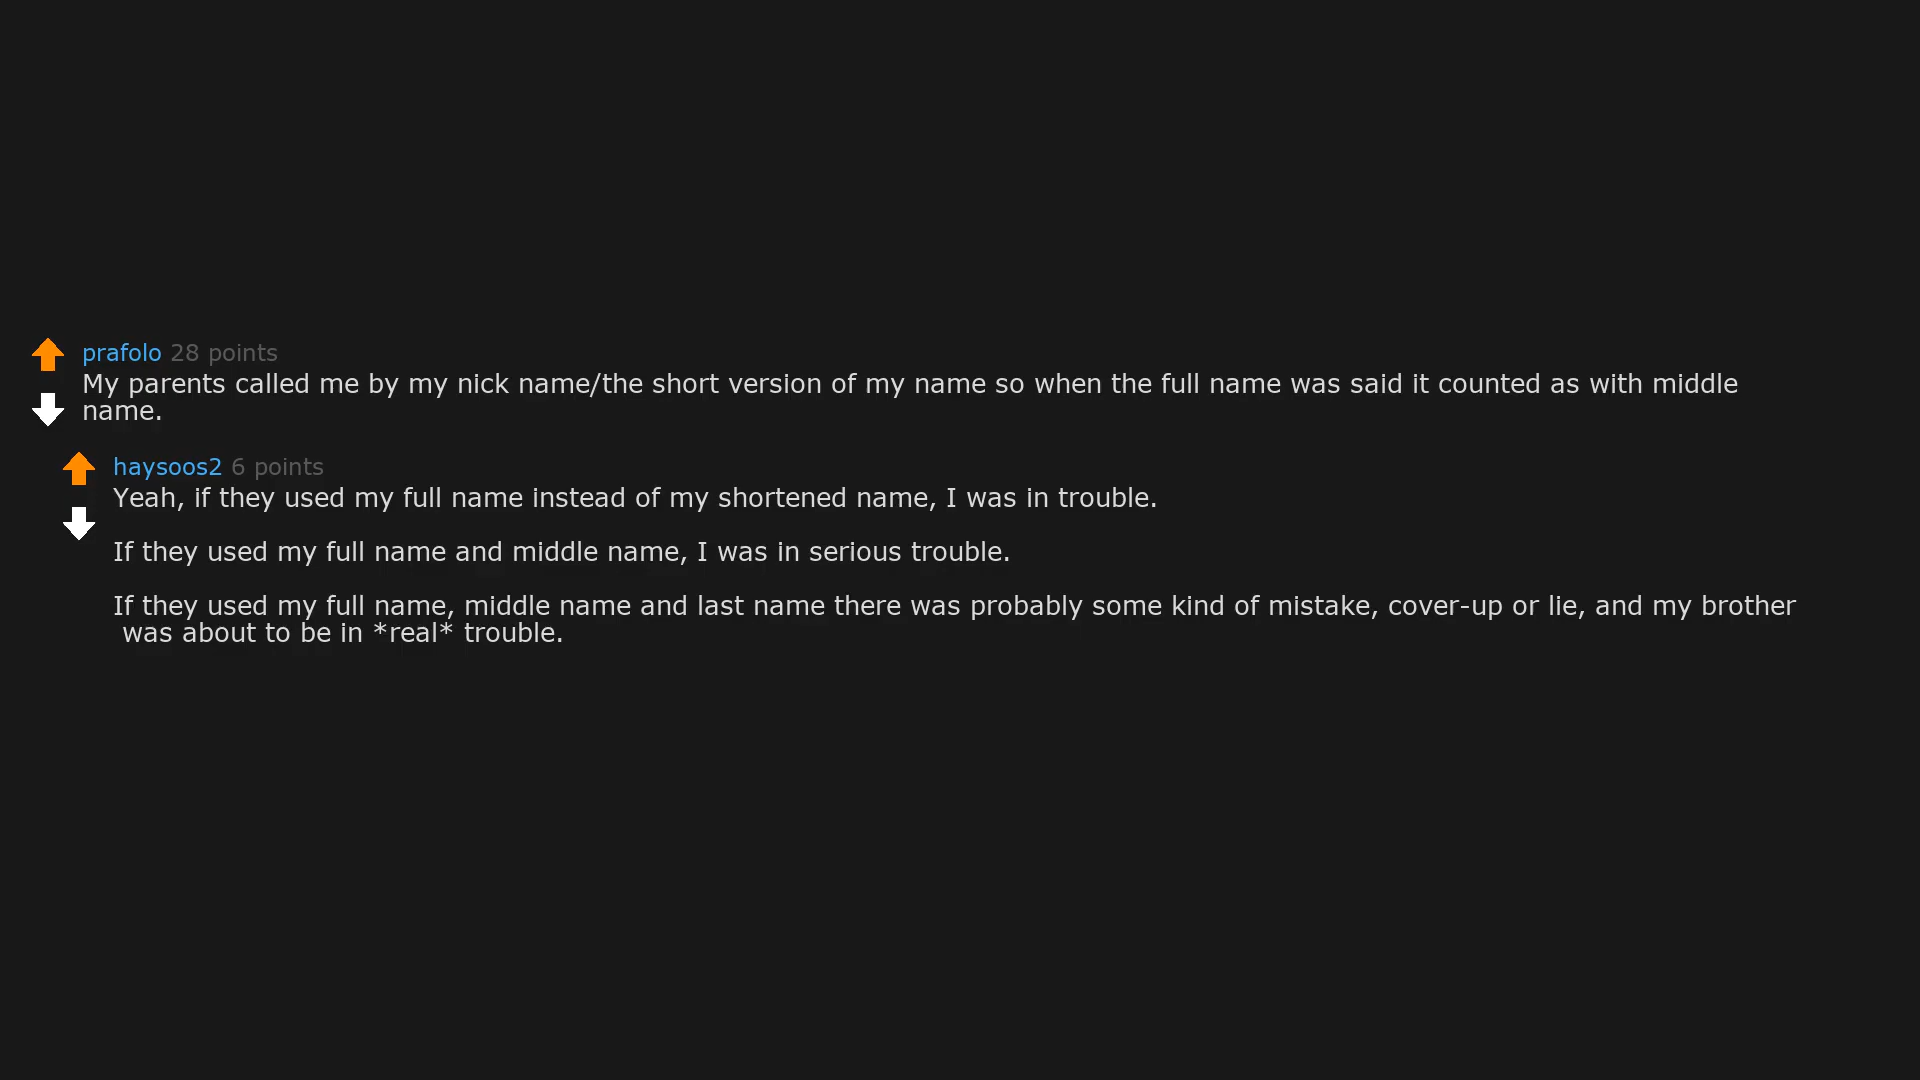 prafolo 28 points
My parents called me by my nick name/the short version of my name so when the full name was said it counted as with middle
name.
haysoos2 6 points
Yeah, if they used my full name instead of my shortened name, I was in trouble.
If they used my full name and middle name, I was in serious trouble.
If they used my full name, middle name and last name there was probably some kind of mistake, cover-up or lie, and my brother
was about to be in *real* trouble.